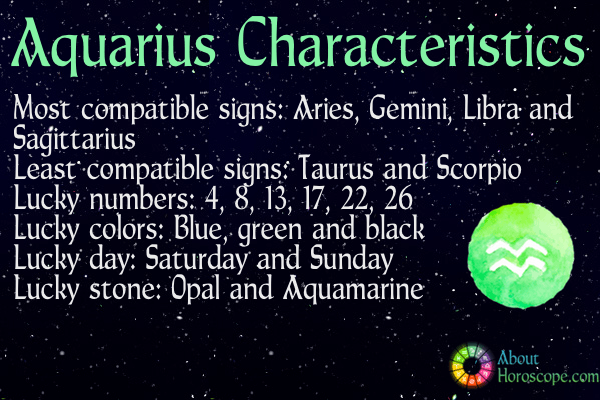 Aquarius Characteristics
Most compatible signs: Aries, Gemini, Libra and
Sagittarius
Least compatible signs: Taurus and Scorpio
Lucky numbers: 4, 8, 13, 17, 22, 26
Lucky colors: Blue, green and black
Lucky day: Saturday and Sunday
Lucky stone: Opal and Aquamarine
About
Horoscope.com